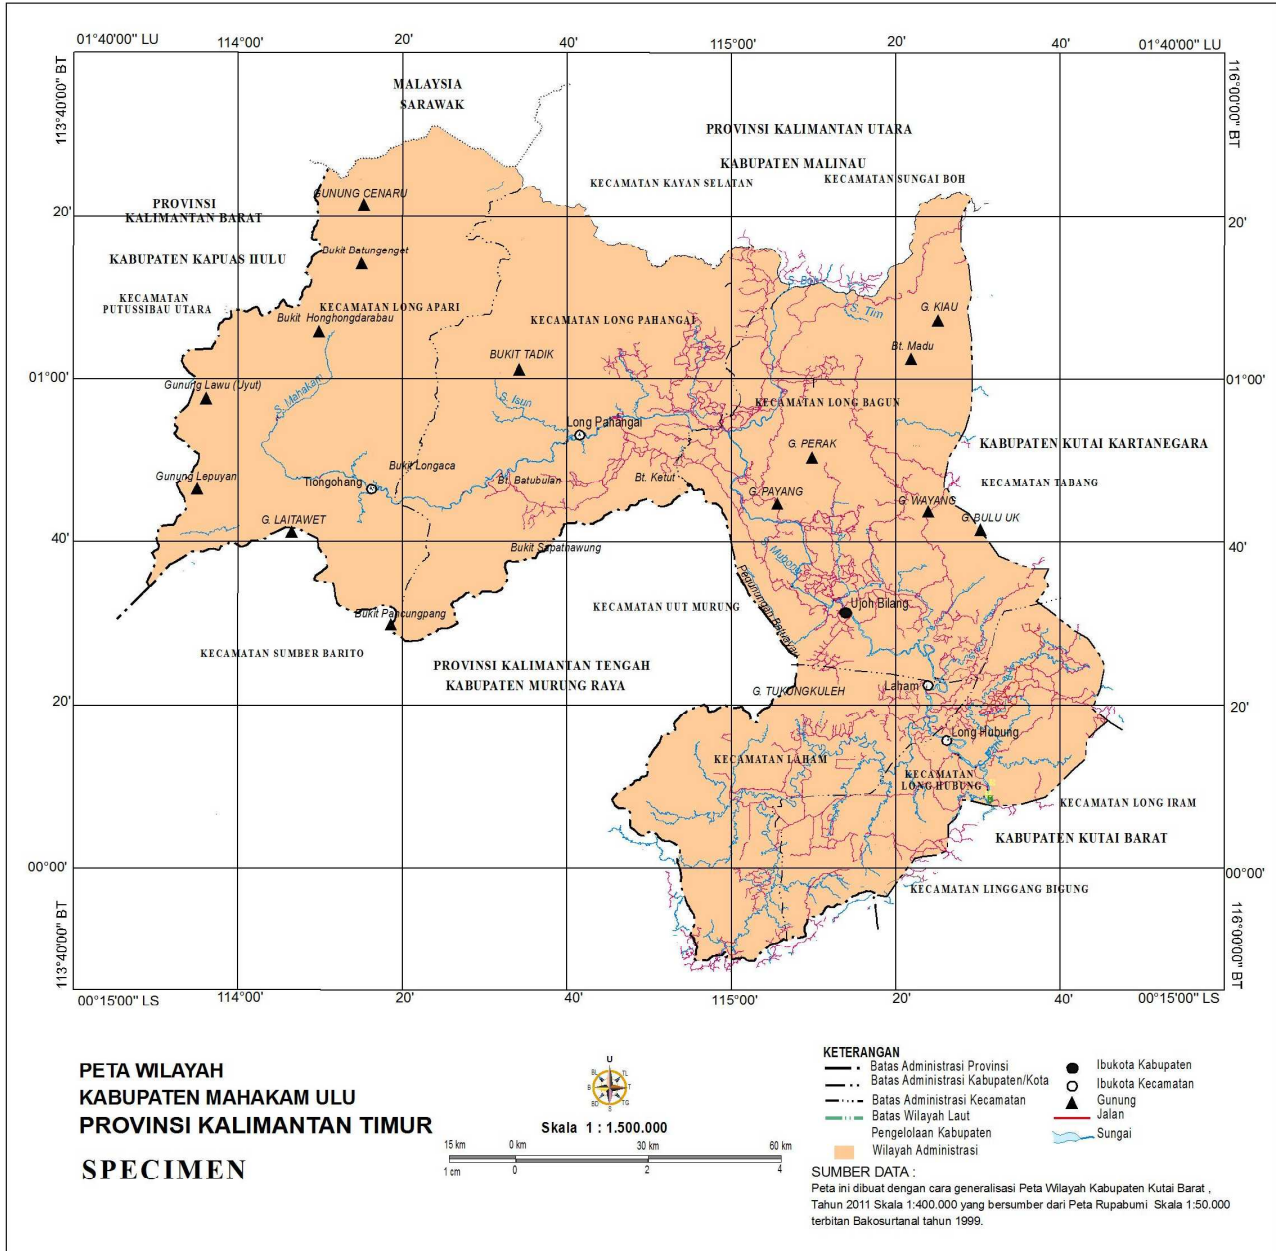 01°40'00" LU
114°00'
20'
40'
115°00'
20'
40'
01°40'00" LU
113°40'00" BT
116°00'00" BT
MALAYSIA
SARAWAK
PROVINSI KALIMANTAN UTARA
KABUPATEN MALINAU
KECAMATAN KAYAN SELATAN
KECAMATAN SUNGAI BOH
GUNUNG CENARU
PROVINSI
KALIMANTAN BARAT
20'
20'
Bukit Batungenget
KABUPATEN KAPUAS HULU
KECAMATAN
PUTUSSIBAU UTARA
KECAMATAN LONG APARI
Bukit Honghongdarabau
KECAMATAN LONG PAHANGAI
S. Boh
S. Tim
G. KIAU
Bt. Madu
BUKIT TADIK
01°00'
01°00'
Gunung Lawu (Uyut)
S. Mahakam
S. Isun
KECAMATAN LONG BAGUN
Long Pahangai
G. PERAK
KABUPATEN KUTAI KARTANEGARA
KECAMATAN TABANG
Gunung Lepuyan
Tiongohang
Bukit Longaca
Bt. Batubulan
Bt. Ketut
G. PAYANG
G. WAYANG
G. BULU UK
G. LAITAWET
40'
40'
Bukit Sapathawung
S. Mubong
KECAMATAN UUT MURUNG
Ujoh Bilang
Bukit Pancungpang
KECAMATAN SUMBER BARITO
PROVINSI KALIMANTAN TENGAH
KABUPATEN MURUNG RAYA
G. TUKUNGKULEH
Laham
20'
20'
Long Hubung
KECAMATAN LAHAM
KECAMATAN
LONG HUBUNG
KECAMATAN LONG IRAM
KABUPATEN KUTAI BARAT
00°00'
00°00'
KECAMATAN LINGGANG BIGUNG
113°40'00" BT
116°00'00" BT
00°15'00" LS
114°00'
20'
40'
115°00'
20'
40'
00°15'00" LS
PETA WILAYAH
KABUPATEN MAHAKAM ULU
PROVINSI KALIMANTAN TIMUR
SPECIMEN
U
BL
TL
B
T
BD
TG
S
Skala 1 : 1.500.000
15 km
0 km
30 km
60 km
1 cm
0
2
4
KETERANGAN
Batas Administrasi Provinsi
Batas Administrasi Kabupaten/Kota
Batas Administrasi Kecamatan
Batas Wilayah Laut
Pengelolaan Kabupaten
Wilayah Administrasi
Ibukota Kabupaten
Ibukota Kecamatan
Gunung
Jalan
Sungai
SUMBER DATA :
Peta ini dibuat dengan cara generalisasi Peta Wilayah Kabupaten Kutai Barat ,
Tahun 2011 Skala 1:400.000 yang bersumber dari Peta Rupabumi Skala 1:50.000
terbitan Bakosurtanal tahun 1999.